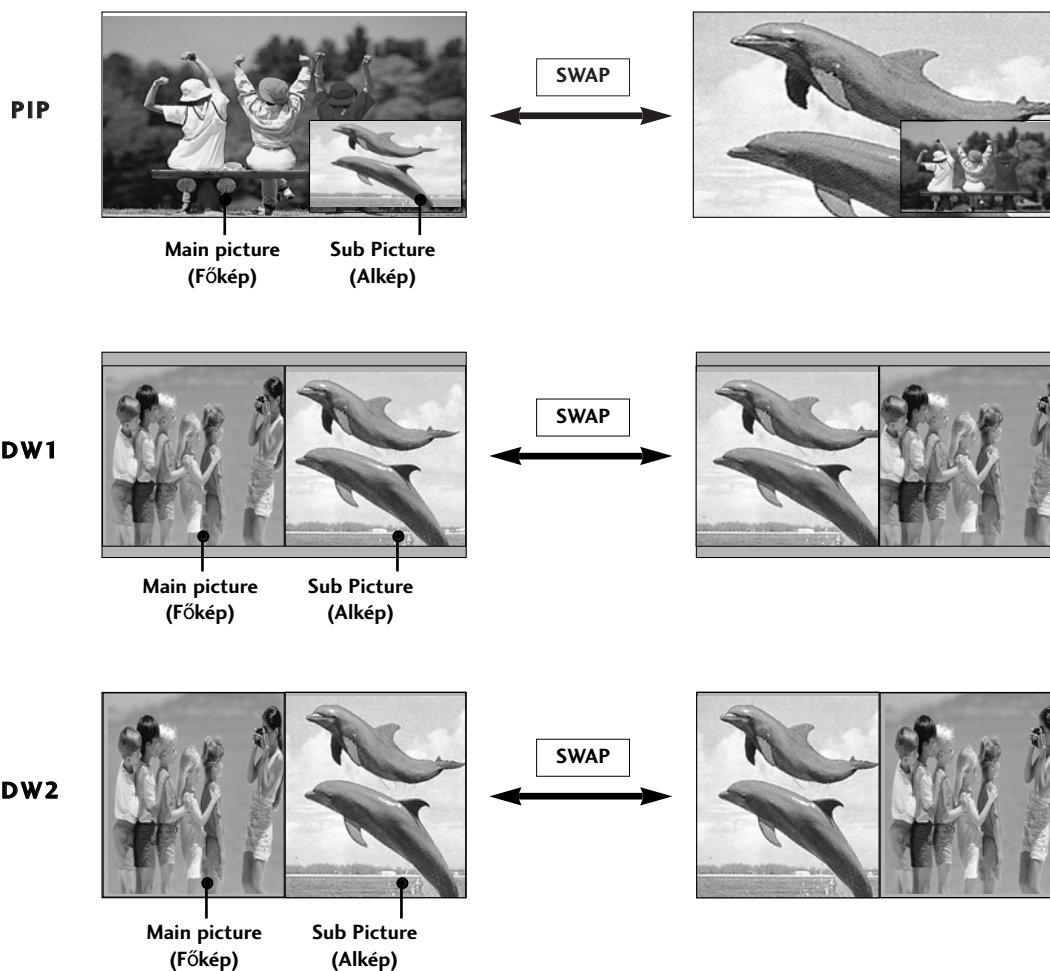 SWAP
PIP
Main picture
(Főkép)
Sub Picture
(Alkép)
SWAP
DW1
Main picture
(Főkép)
Sub Picture
(Alkép)
SWAP
DW2
Main picture
(Főkép)
Sub Picture
(Alkép)